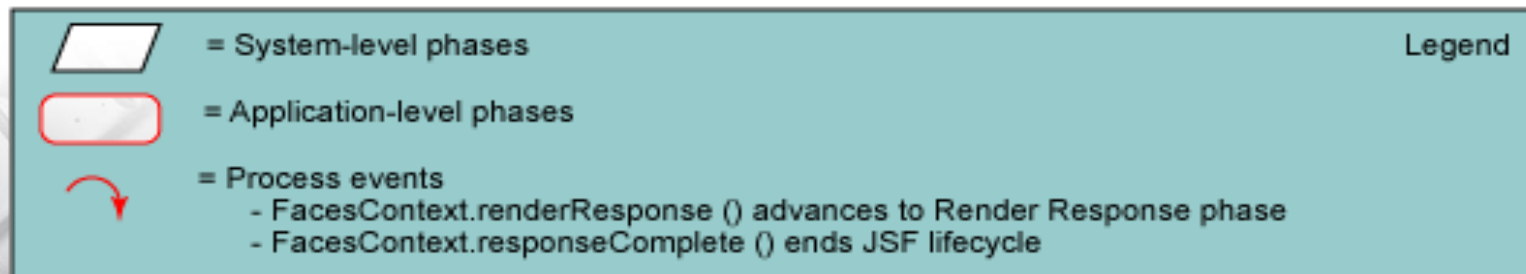 = System-level phases
Legend
= Application-level phases
= Process events
- FacesContext.renderResponse () advances to Render Response phase
- FacesContext.responseComplete () ends JSF lifecycle